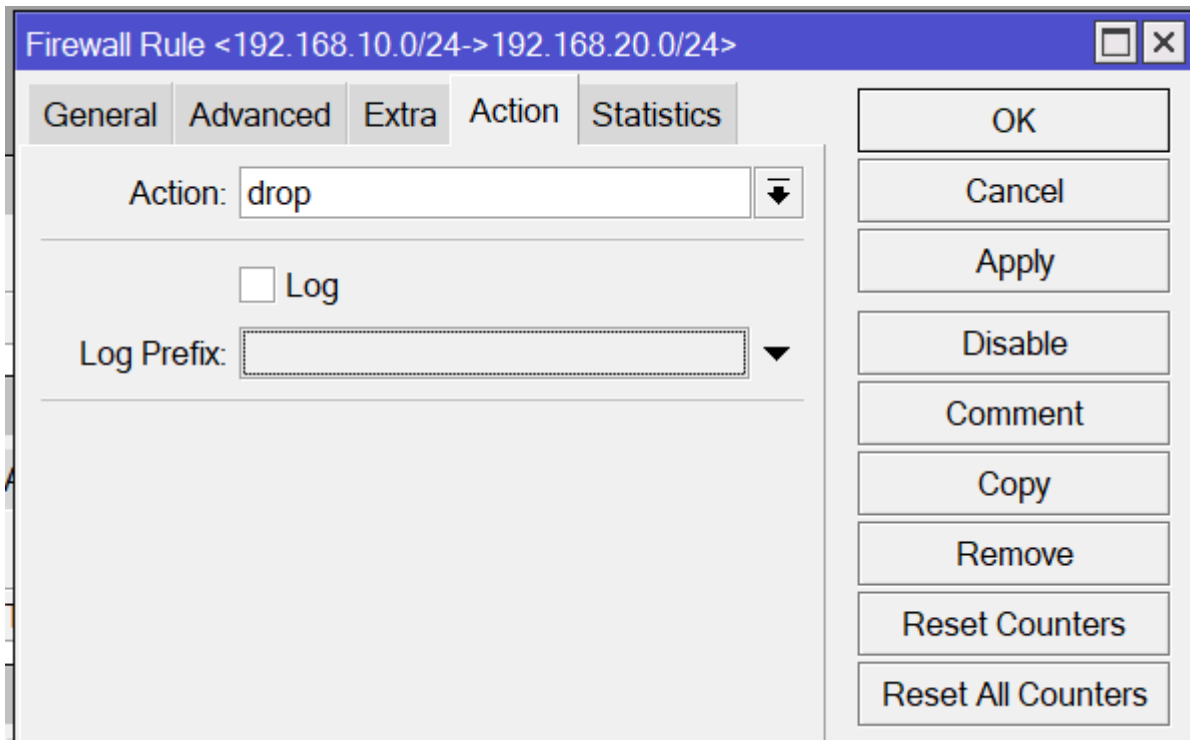 Firewall Rule <192.168.10.0/24->192.168.20.0/24>
General Advanced Extra Action Statistics
Action: drop
Log
Log Prefix:
OK
Cancel
Apply
Disable
Comment
Copy
Remove
Reset Counters
Reset All Counters